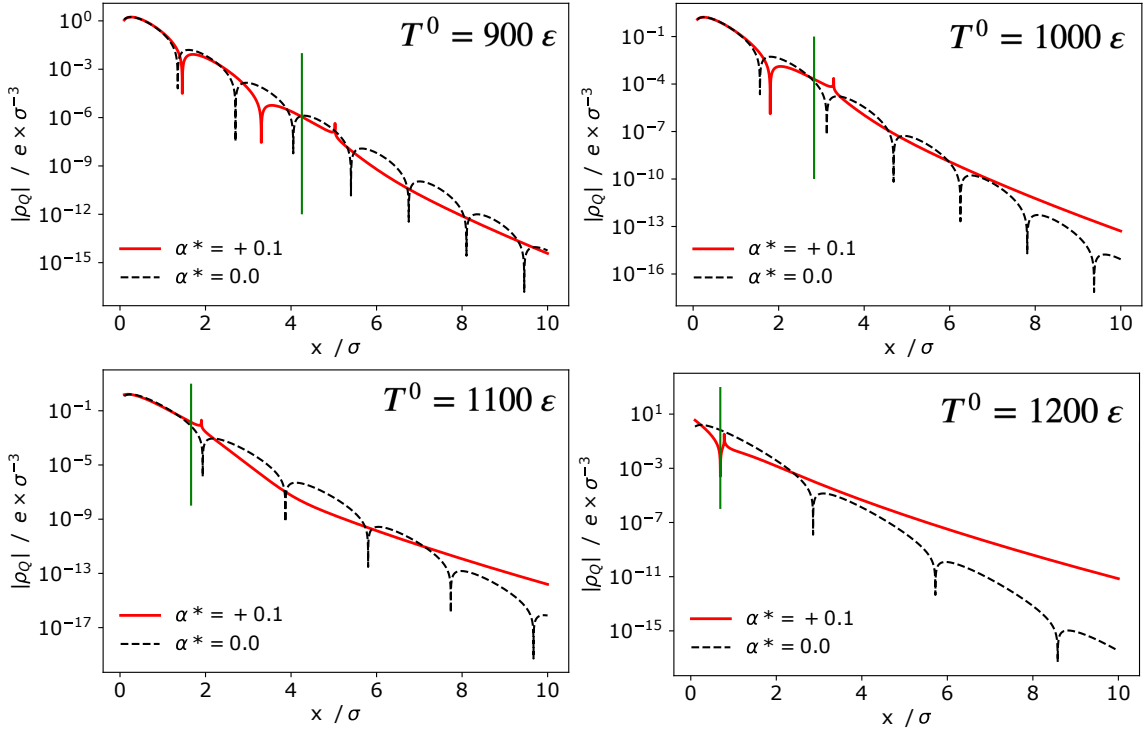 T⁰ = 900 ε
10⁰
10⁻³
10⁻⁶
10⁻⁹
10⁻¹²
10⁻¹⁵
|ρ_Q| / e × σ⁻³
α* = +0.1
α* = 0.0
0 2 4 6 8 10
x / σ
T⁰ = 1000 ε
10⁻¹
10⁻⁴
10⁻⁷
10⁻¹⁰
10⁻¹³
10⁻¹⁶
|ρ_Q| / e × σ⁻³
α* = +0.1
α* = 0.0
0 2 4 6 8 10
x / σ
T⁰ = 1100 ε
10⁻¹
10⁻⁵
10⁻⁹
10⁻¹³
10⁻¹⁷
|ρ_Q| / e × σ⁻³
α* = +0.1
α* = 0.0
0 2 4 6 8 10
x / σ
T⁰ = 1200 ε
10¹
10⁻³
10⁻⁷
10⁻¹¹
10⁻¹⁵
|ρ_Q| / e × σ⁻³
α* = +0.1
α* = 0.0
0 2 4 6 8 10
x / σ